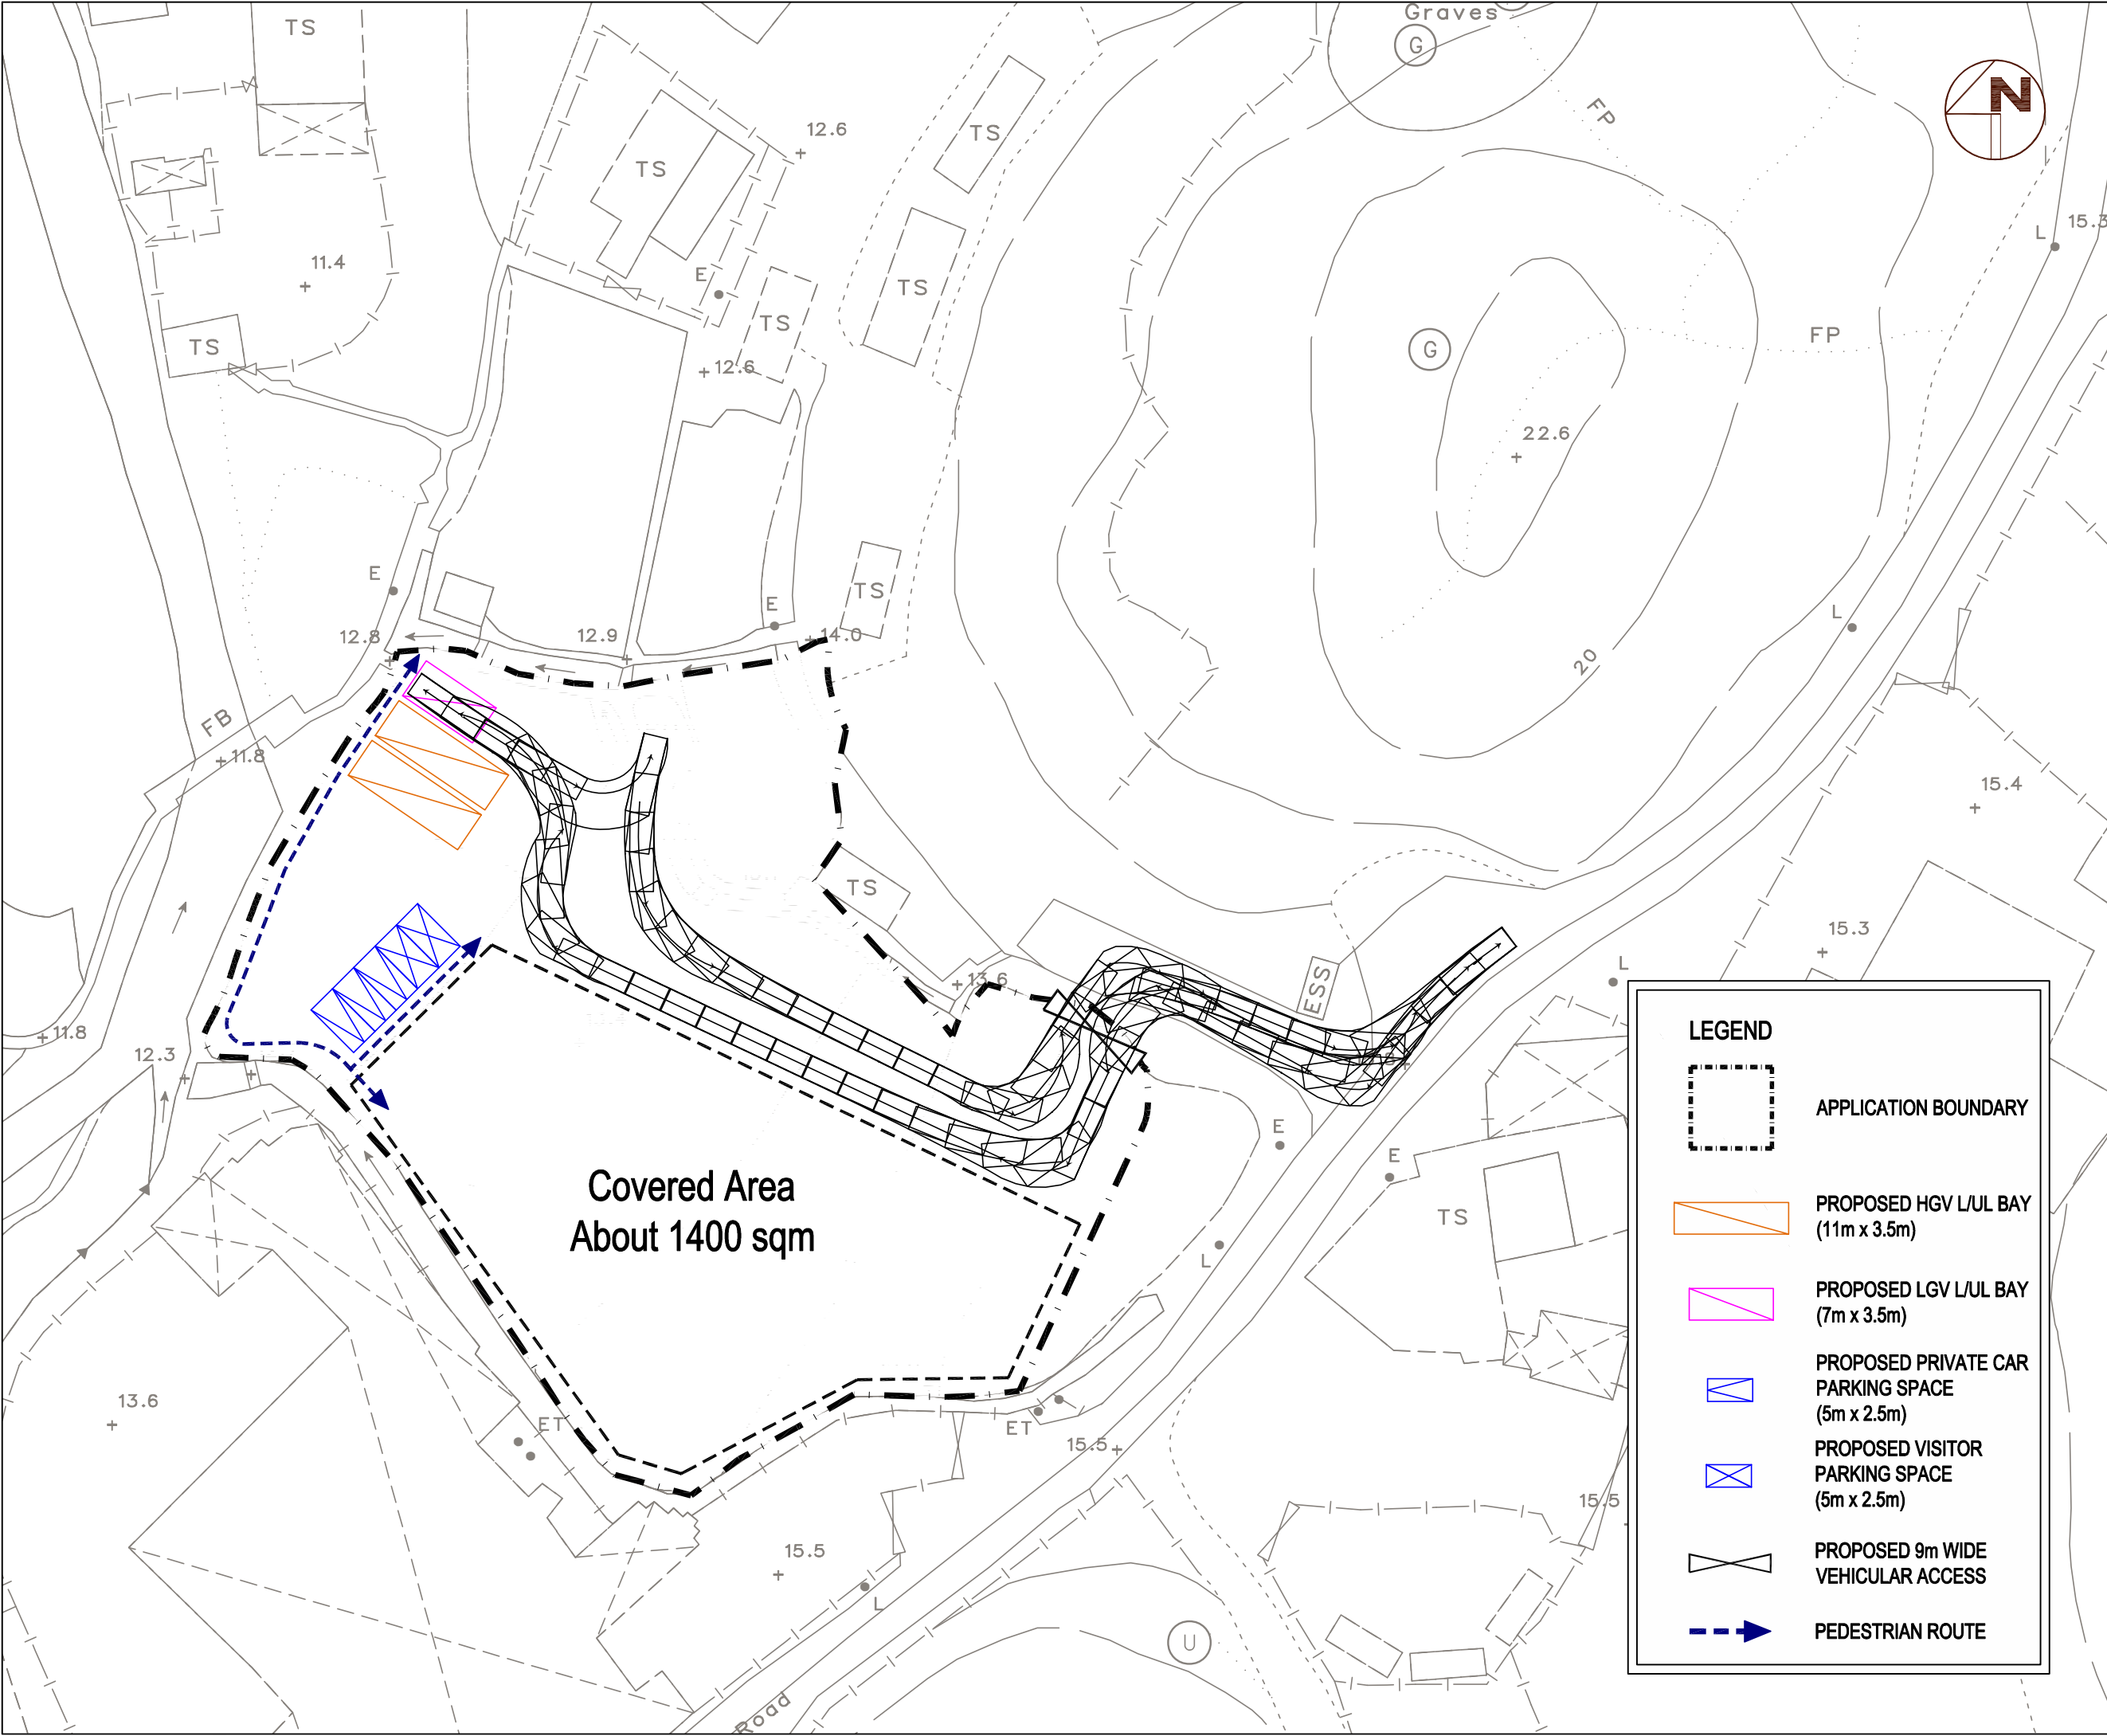 Graves
G
TS
N
12.6
TS
FP
TS
15.3
L
11.4
E
TS
TS
TS
12.6
G
FP
22.6
E
TS
E
L
12.8
12.9
14.0
20
FB
11.8
15.4
TS
15.3
13.6
ESS
L
11.8
12.3
E
E
Covered Area
About 1400 sqm
TS
L
13.6
ET
ET
15.5
15.5
15.5
L
U
Road
LEGEND
APPLICATION BOUNDARY
PROPOSED HGV L/UL BAY
(11m x 3.5m)
PROPOSED LGV L/UL BAY
(7m x 3.5m)
PROPOSED PRIVATE CAR
PARKING SPACE
(5m x 2.5m)
PROPOSED VISITOR
PARKING SPACE
(5m x 2.5m)
PROPOSED 9m WIDE
VEHICULAR ACCESS
PEDESTRIAN ROUTE